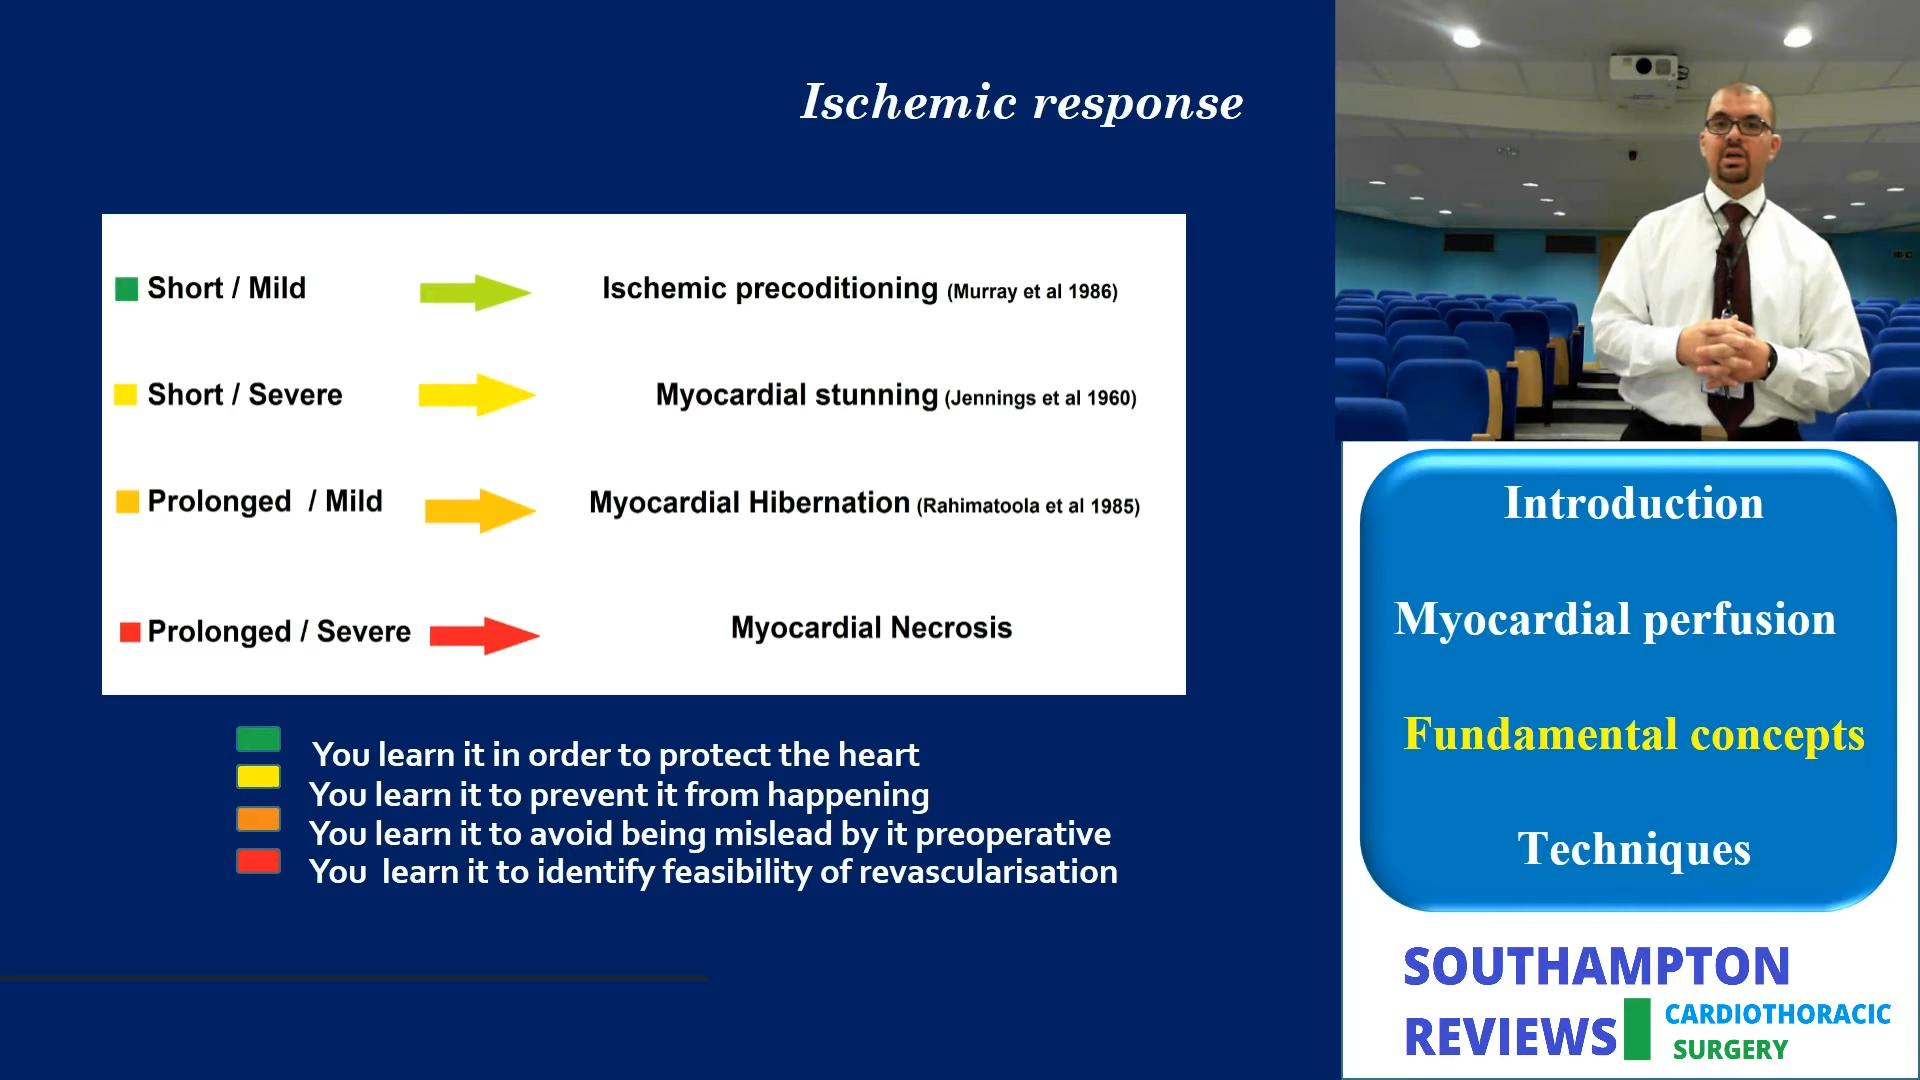 Ischemic response
Short / Mild
Ischemic precoditioning (Murray et al 1986)
Short / Severe
Myocardial stunning (Jennings et al 1960)
Prolonged / Mild
Myocardial Hibernation (Rahimatoola et al 1985)
Prolonged / Severe
Myocardial Necrosis
You learn it in order to protect the heart
You learn it to prevent it from happening
You learn it to avoid being mislead by it preoperative
You learn it to identify feasibility of revascularisation
Introduction
Myocardial perfusion
Fundamental concepts
Techniques
SOUTHAMPTON
REVIEWS
CARDIOTHORACIC
SURGERY